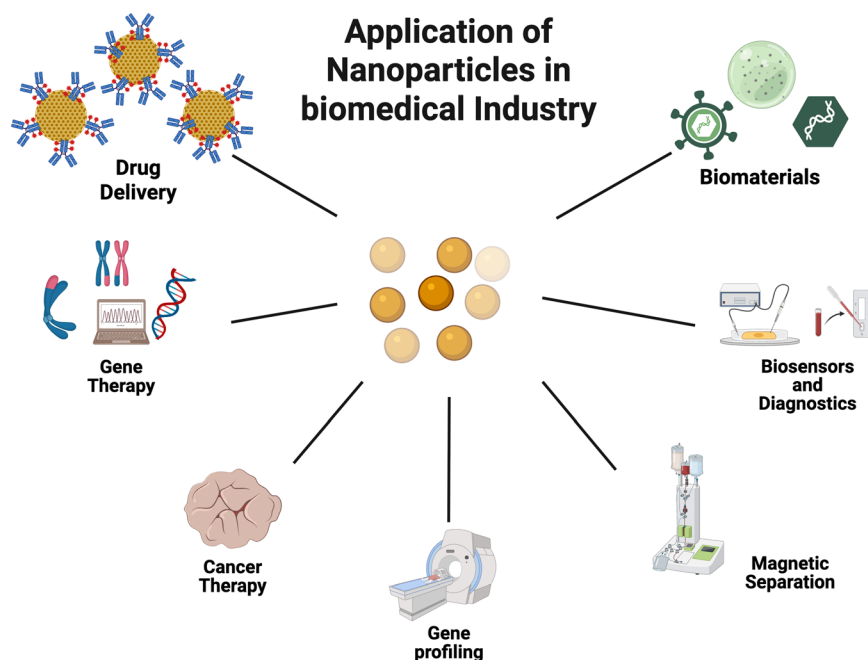 Application of
Nanoparticles in
biomedical Industry
Drug
Delivery
Biomaterials
Gene
Therapy
Biosensors
and
Diagnostics
Cancer
Therapy
Magnetic
Separation
Gene
profiling